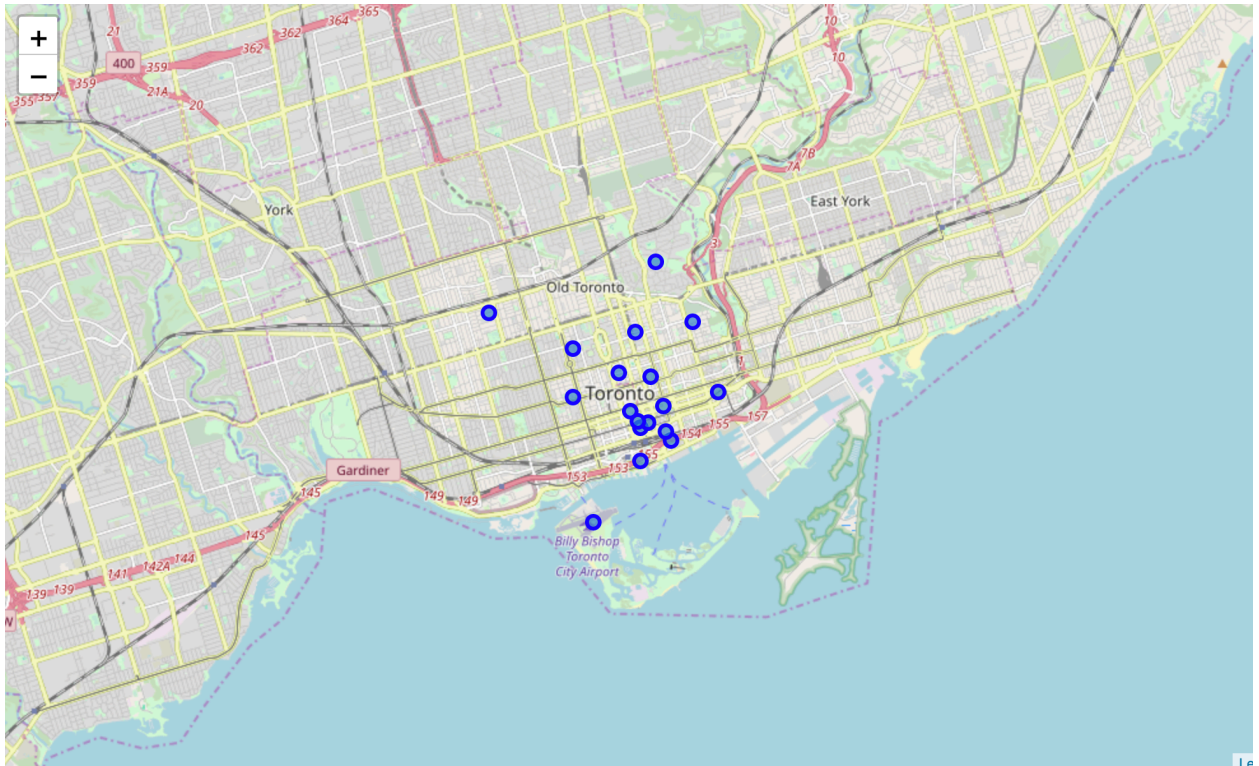 +
−
21
400
359
362
362
364
365
10
10
355
357
359
21A
20
7B
7A
York
East York
3
Old Toronto
1
Toronto
157
155
154
155
153
153
Gardiner
145
149
149
145
144
142A
141
139
139
Billy Bishop
Toronto
City Airport
Le